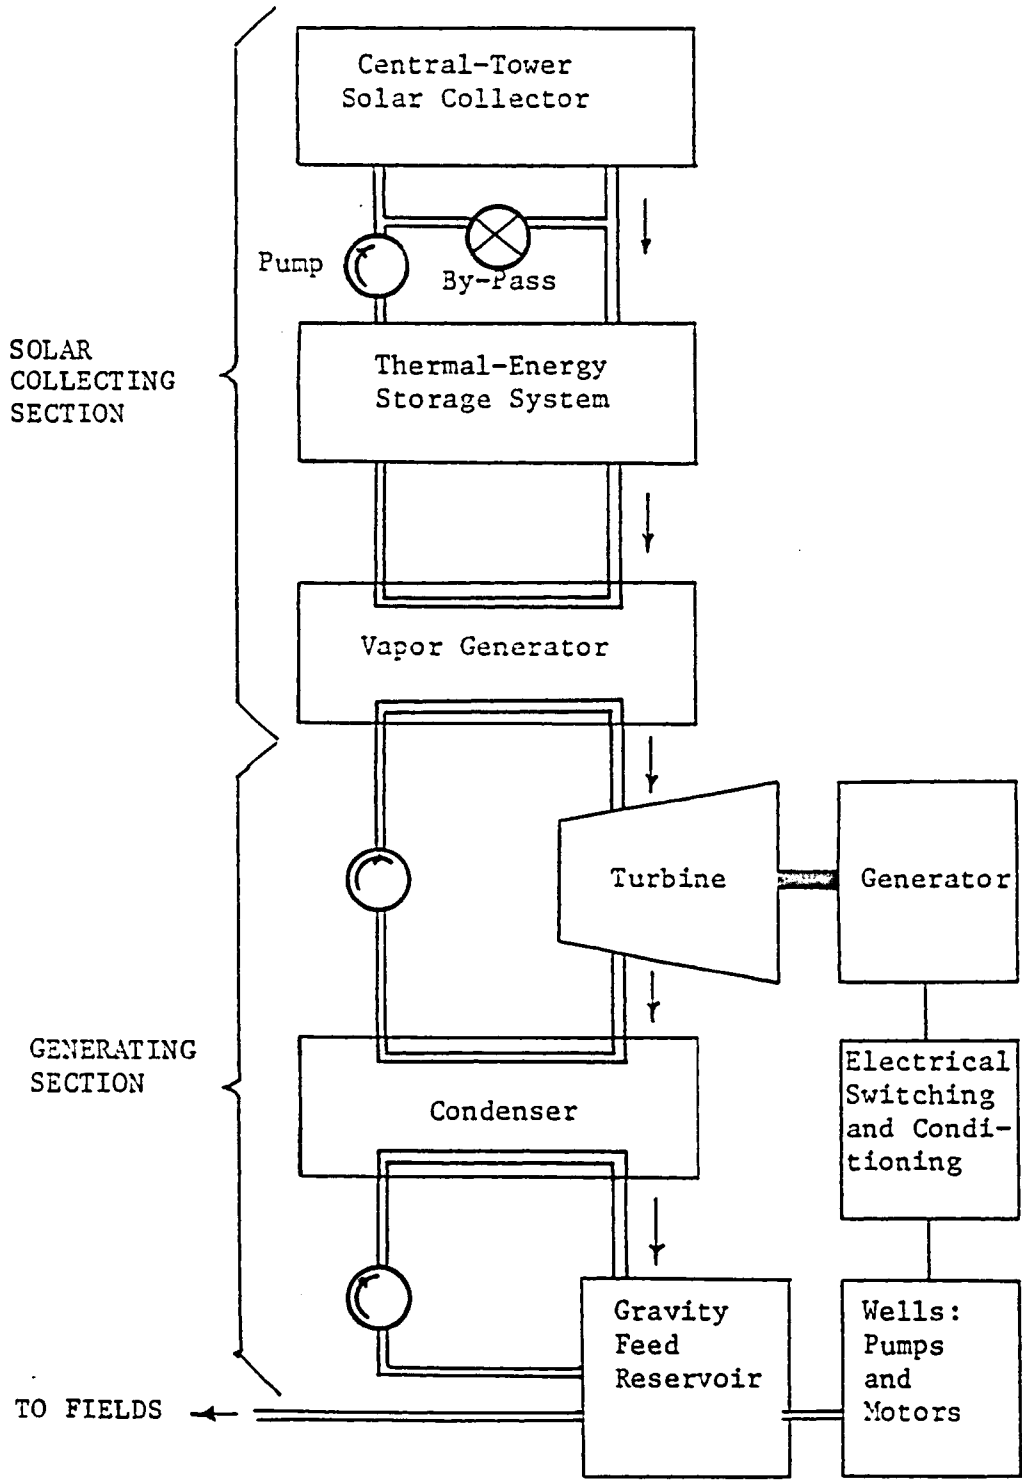 Central-Tower
Solar Collector
Pump
By-Pass
SOLAR
COLLECTING
SECTION
Thermal-Energy
Storage System
Vapor Generator
Turbine
Generator
GENERATING
SECTION
Condenser
Electrical
Switching
and Condi-
tioning
Gravity
Feed
Reservoir
Wells:
Pumps
and
Motors
TO FIELDS